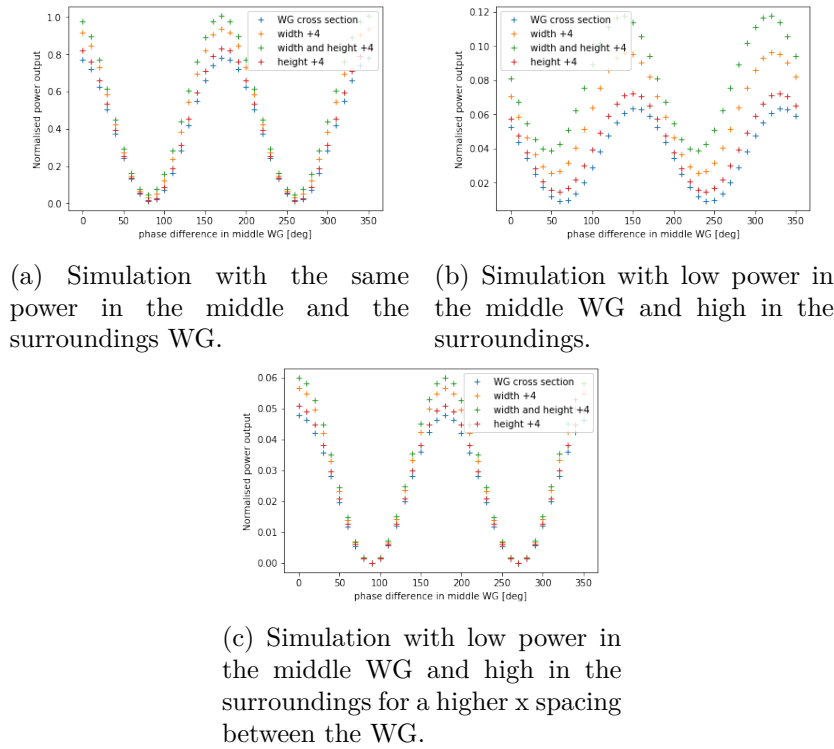 1.0
0.8
0.6
0.4
0.2
0.0
Normalised power output
WG cross section
width +4
width and height +4
height +4
0 50 100 150 200 250 300 350
phase difference in middle WG [deg]
0.12
0.10
0.08
0.06
0.04
0.02
Normalised power output
WG cross section
width +4
width and height +4
height +4
0 50 100 150 200 250 300 350
phase difference in middle WG [deg]
(a) Simulation with the same
power in the middle and the
surroundings WG.
(b) Simulation with low power in
the middle WG and high in the
surroundings.
0.06
0.05
0.04
0.03
0.02
0.01
0.00
Normalised power output
WG cross section
width +4
width and height +4
height +4
0 50 100 150 200 250 300 350
phase difference in middle WG [deg]
(c) Simulation with low power in
the middle WG and high in the
surroundings for a higher x spacing
between the WG.